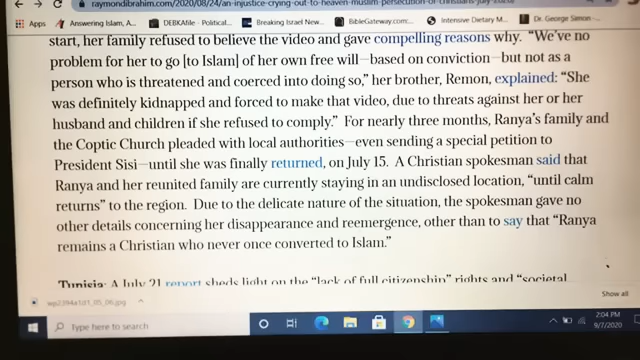 raymondibrahim.com/2020/08/24/an-injustice-crying-out-to-heaven-muslim-persecution-of-christians-july-2020/
Apps Answering Islam, A... DEBKAfile - Political... Breaking Israel New... BibleGateway.com:... Intensive Dietary M... Dr. George Simon -...
start, her family refused to believe the video and gave compelling reasons why. “We’ve no
problem for her to go [to Islam] of her own free will—based on conviction—but not as a
person who is threatened and coerced into doing so,” her brother, Remon, explained: “She
was definitely kidnapped and forced to make that video, due to threats against her or her
husband and children if she refused to comply.” For nearly three months, Ranya’s family and
the Coptic Church pleaded with local authorities—even sending a special petition to
President Sisi—until she was finally returned, on July 15. A Christian spokesman said that
Ranya and her reunited family are currently staying in an undisclosed location, “until calm
returns” to the region. Due to the delicate nature of the situation, the spokesman gave no
other details concerning her disappearance and reemergence, other than to say that “Ranya
remains a Christian who never once converted to Islam.”
Tunisia: A July 21 report sheds light on the “lack of full citizenship” rights and “societal
Show all
Type here to search
2:04 PM
9/7/2020